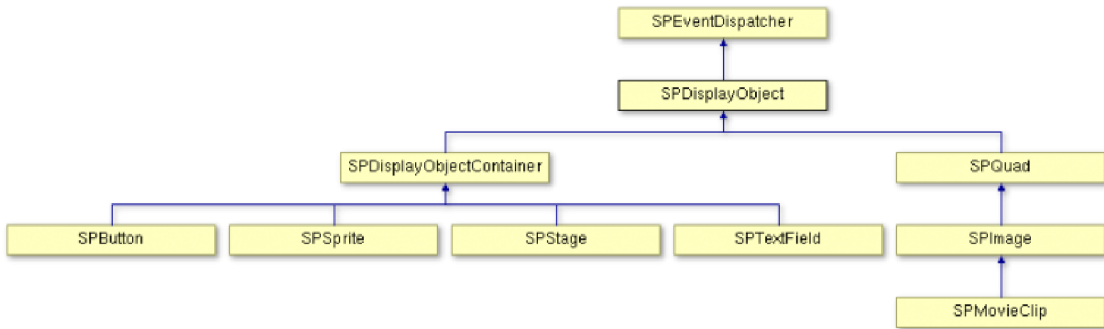 SPEventDispatcher
SPDisplayObject
SPDisplayObjectContainer
SPQuad
SPButton
SPSprite
SPStage
SPTextField
SPImage
SPMovieClip